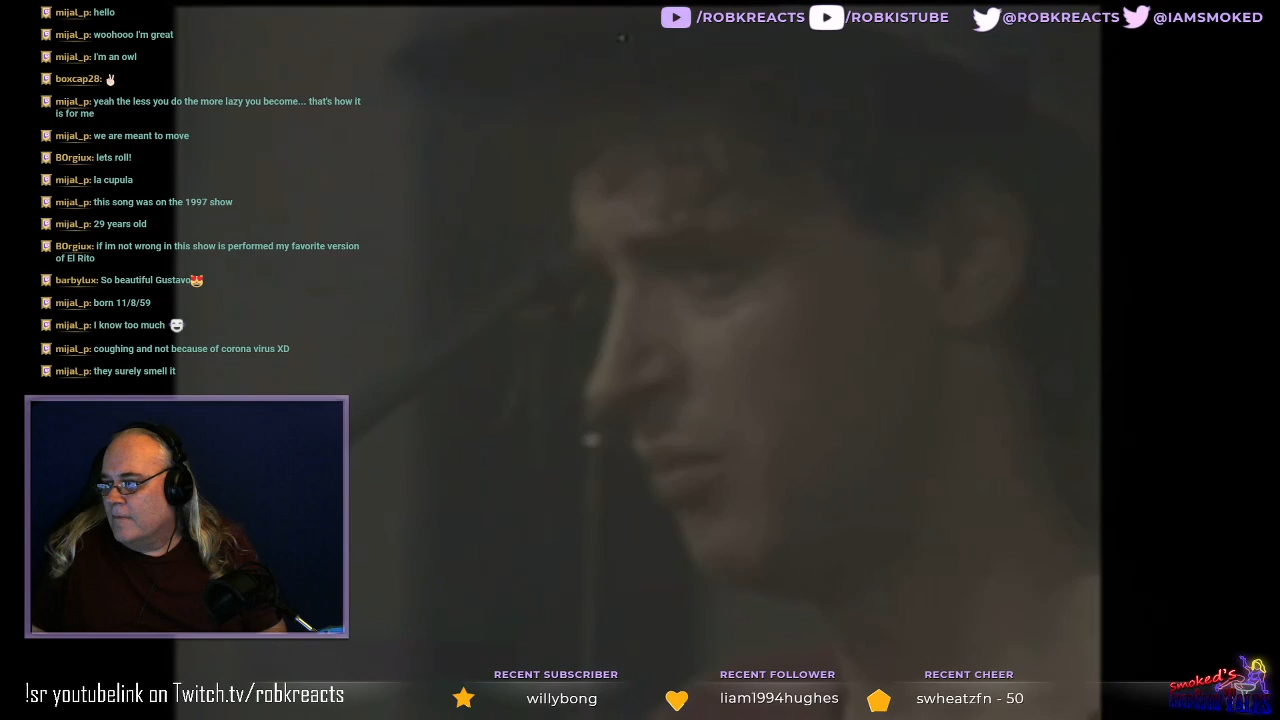 mijal_p: hello
mijal_p: woohooo I'm great
mijal_p: I'm an owl
boxcap28: ✌🏻
mijal_p: yeah the less you do the more lazy you become... that's how it
is for me
mijal_p: we are meant to move
B0rgiux: lets roll!
mijal_p: la cupula
mijal_p: this song was on the 1997 show
mijal_p: 29 years old
B0rgiux: if im not wrong in this show is performed my favorite version
of El Rito
barbylux: So beautiful Gustavo😍
mijal_p: born 11/8/59
mijal_p: I know too much
mijal_p: coughing and not because of corona virus XD
mijal_p: they surely smell it
/ROBKREACTS
/ROBKISTUBE
@ROBKREACTS
@IAMSMOKED
!sr youtubelink on Twitch.tv/robkreacts
RECENT SUBSCRIBER
willybong
RECENT FOLLOWER
liam1994hughes
RECENT CHEER
swheatzfn - 50
smoked's